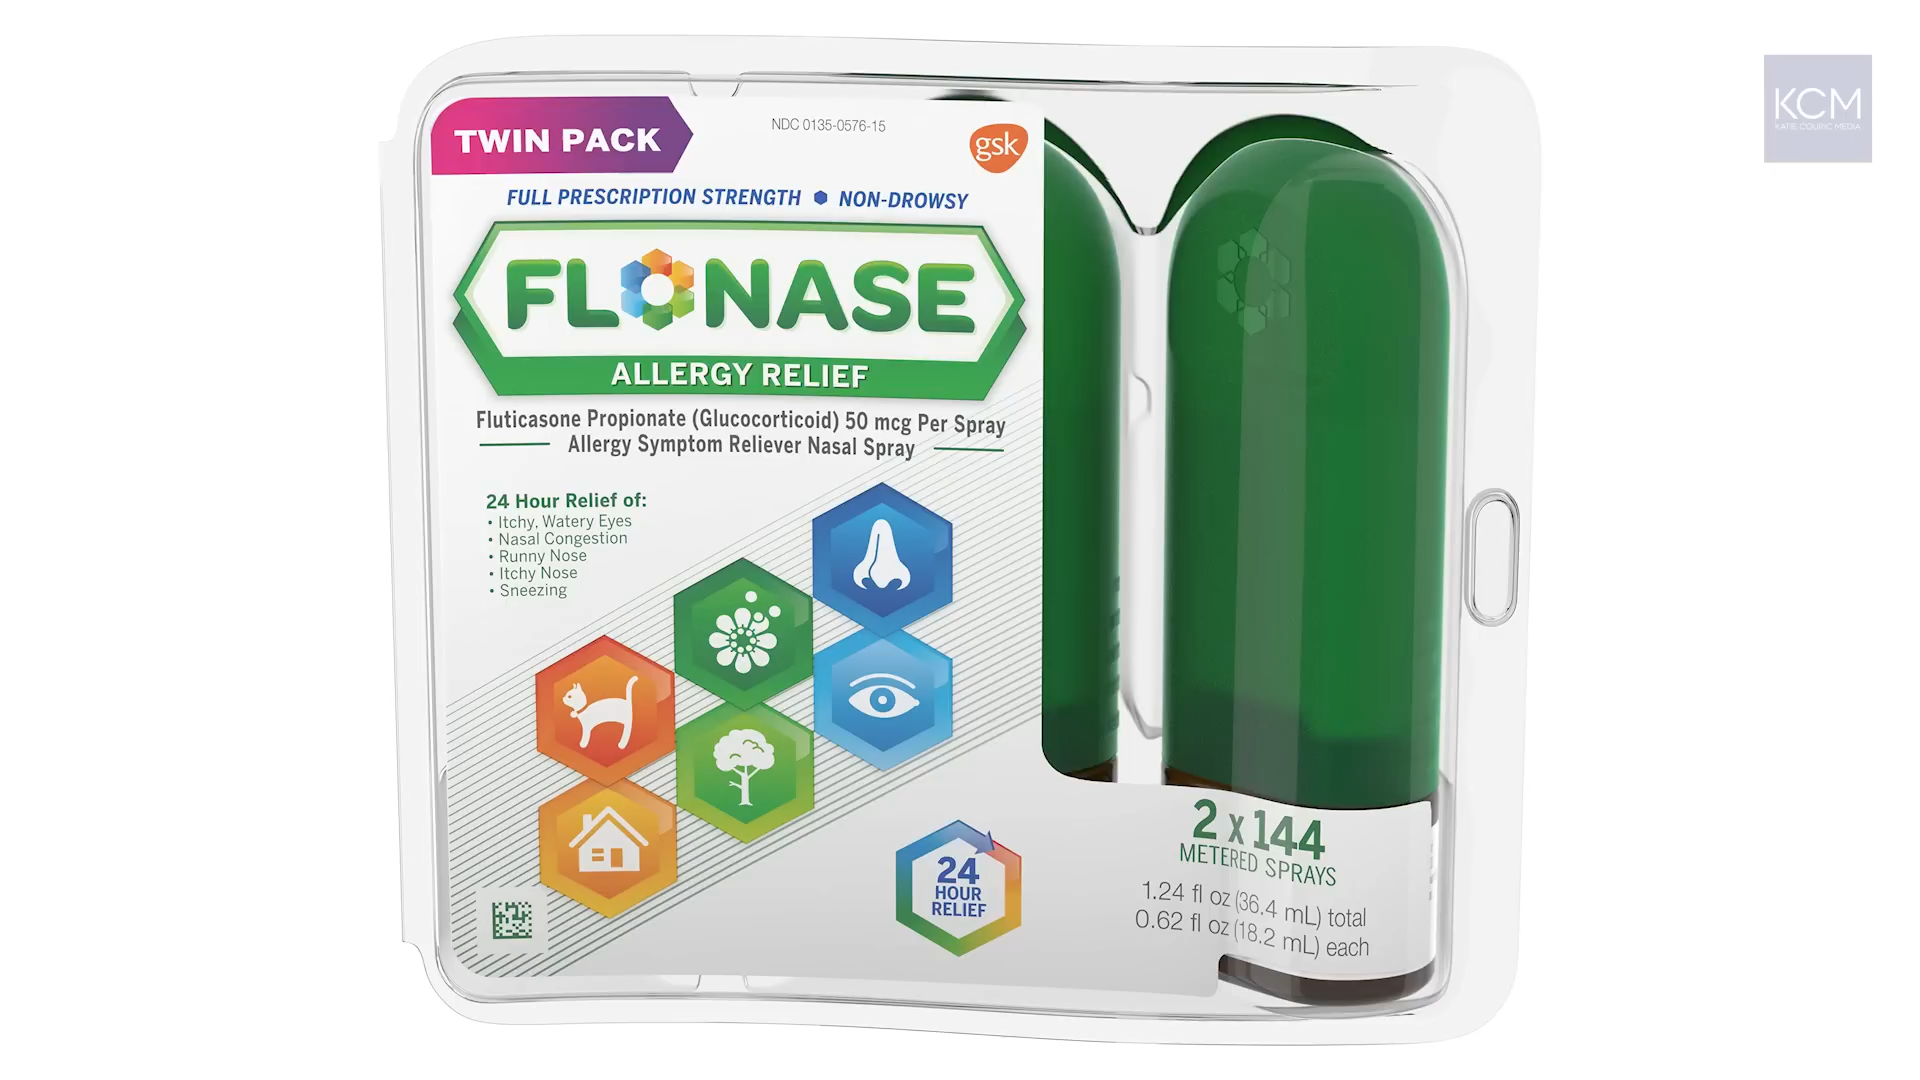 TWIN PACK
NDC 0135-0576-15
gsk
FULL PRESCRIPTION STRENGTH • NON-DROWSY
FLONASE
ALLERGY RELIEF
Fluticasone Propionate (Glucocorticoid) 50 mcg Per Spray
Allergy Symptom Reliever Nasal Spray
24 Hour Relief of:
• Itchy, Watery Eyes
• Nasal Congestion
• Runny Nose
• Itchy Nose
• Sneezing
24
HOUR
RELIEF
2 x 144
METERED SPRAYS
1.24 fl oz (36.4 mL) total
0.62 fl oz (18.2 mL) each
KCM
KATIE COURIC MEDIA